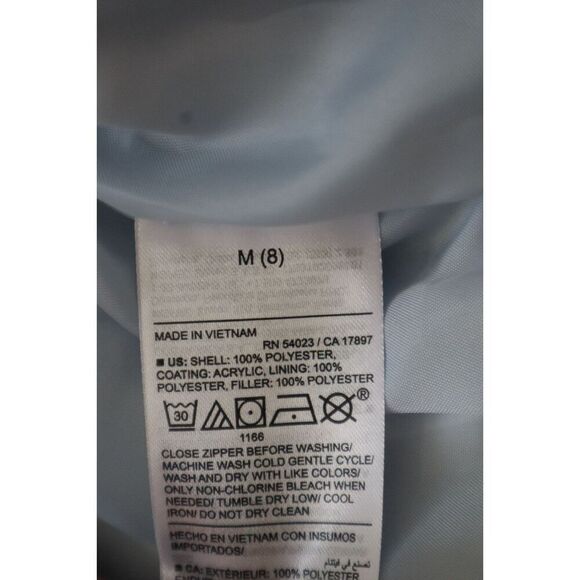 M (8)
MADE IN VIETNAM
RN 54023 / CA 17897
US: SHELL: 100% POLYESTER,
COATING: ACRYLIC, LINING: 100%
POLYESTER, FILLER: 100% POLYESTER
30
®
1166
CLOSE ZIPPER BEFORE WASHING/
MACHINE WASH COLD GENTLE CYCLE/
WASH AND DRY WITH LIKE COLORS/
ONLY NON-CHLORINE BLEACH WHEN
NEEDED/ TUMBLE DRY LOW/ COOL
IRON/ DO NOT DRY CLEAN
HECHO EN VIETNAM CON INSUMOS
IMPORTADOS/
تصنع في فيتنام
CA: EXTÉRIEUR: 100% POLYESTER